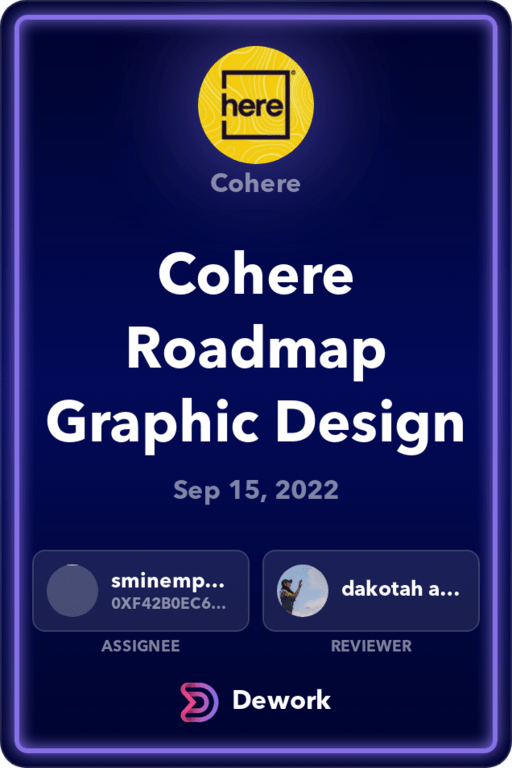 here
Cohere
Cohere
Roadmap
Graphic Design
Sep 15, 2022
sminemp...
0XF42B0EC6...
dakotah a...
ASSIGNEE
REVIEWER
Dework